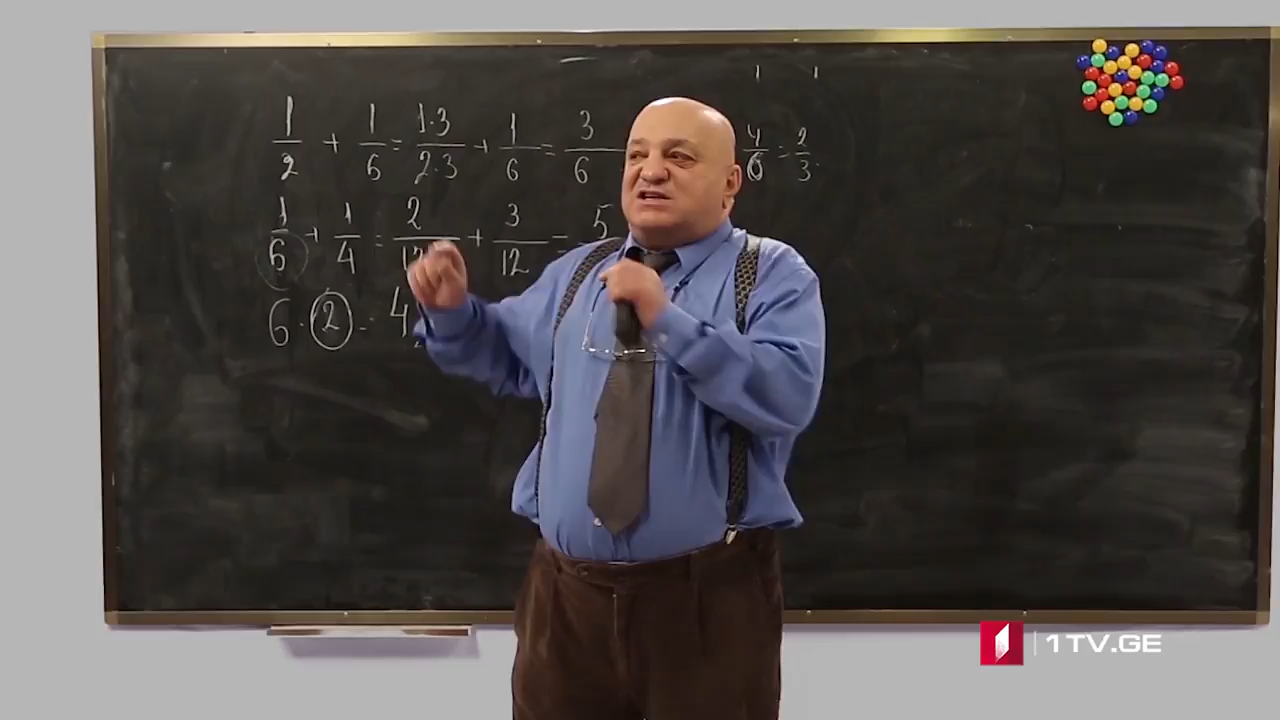 1/2 + 1/6 = 1·3/2·3 + 1/6 = 3/6 4/6 = 2/3.
1/6 + 1/4 = 2/12 + 3/12 = 5
6 · 2 = 4
1TV.GE